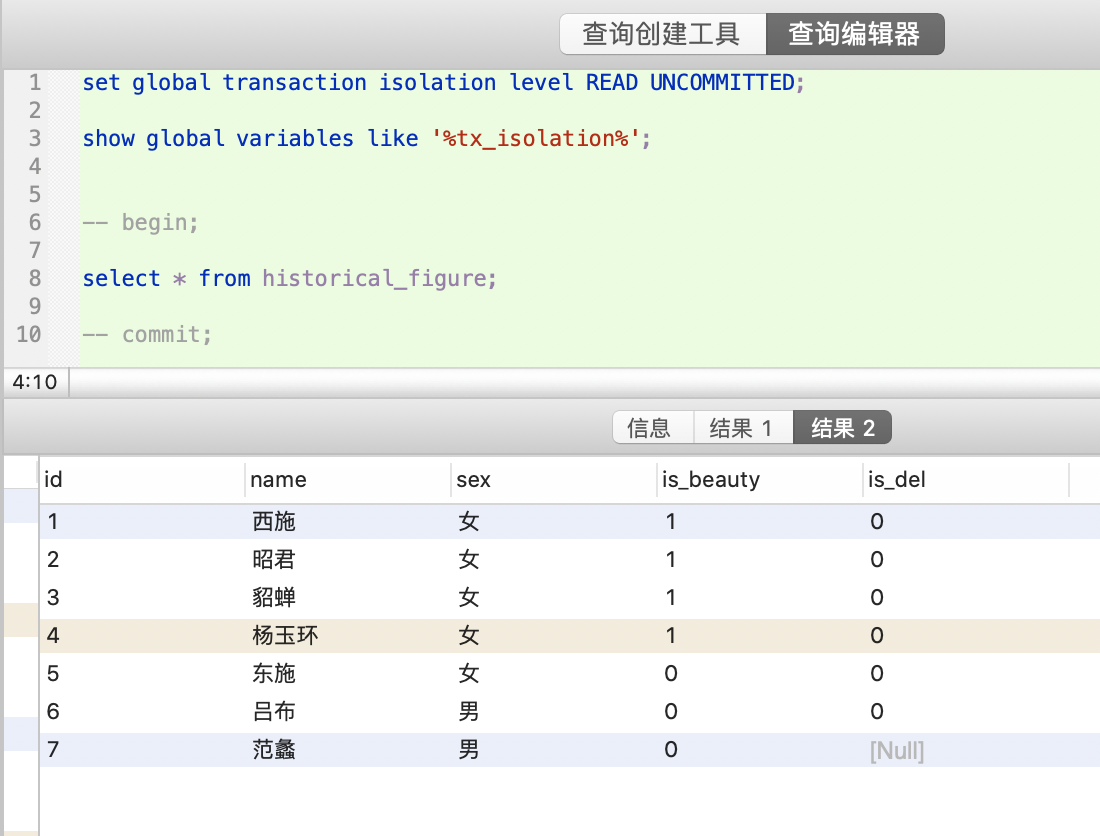 查询创建工具 查询编辑器
1 set global transaction isolation level READ UNCOMMITTED;
2
3 show global variables like '%tx_isolation%';
4
5
6 -- begin;
7
8 select * from historical_figure;
9
10 -- commit;
4:10
信息 结果 1 结果 2
id name sex is_beauty is_del
1 西施 女 1 0
2 昭君 女 1 0
3 貂蝉 女 1 0
4 杨玉环 女 1 0
5 东施 女 0 0
6 吕布 男 0 0
7 范蠡 男 0 [Null]